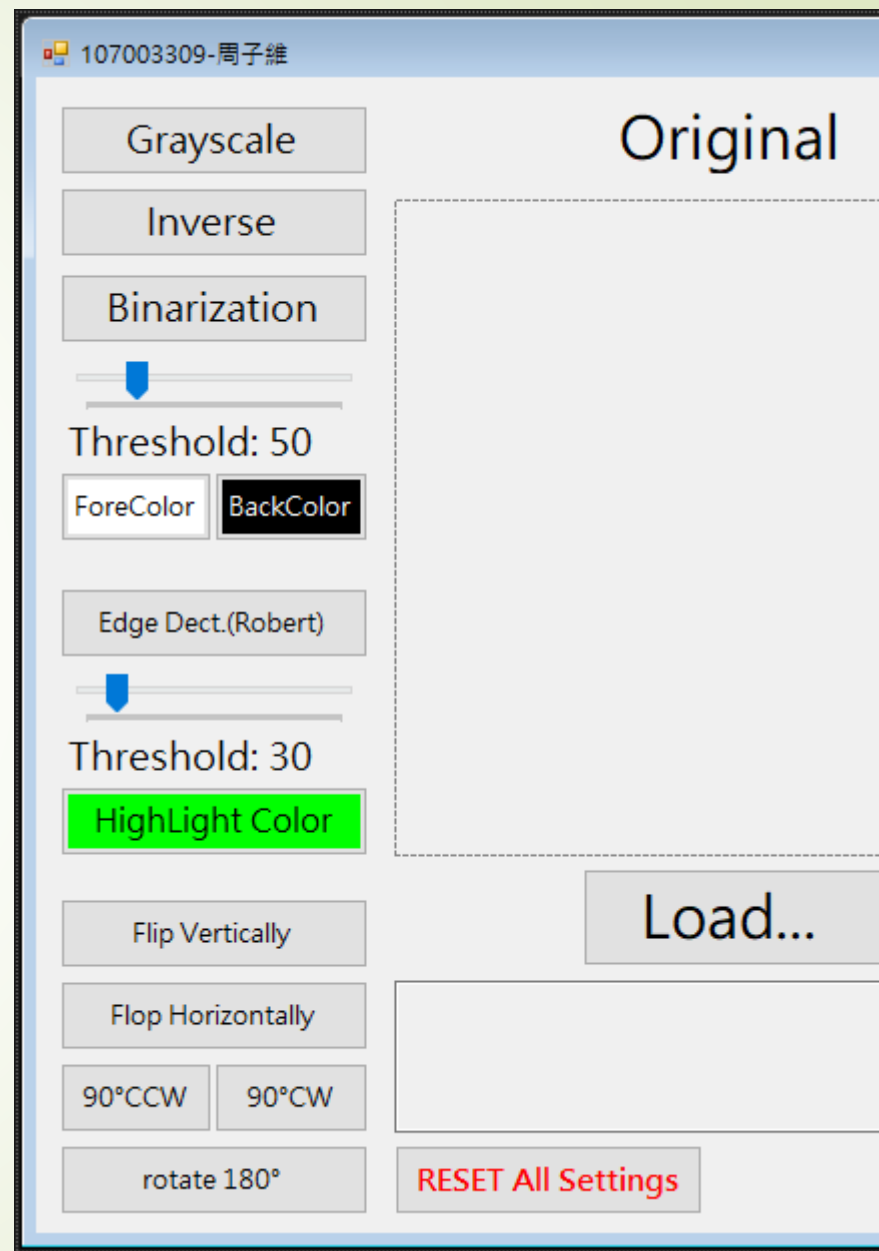 107003309-周子維
Grayscale
Original
Inverse
Binarization
Threshold: 50
ForeColor BackColor
Edge Dect.(Robert)
Threshold: 30
HighLight Color
Load...
Flip Vertically
Flop Horizontally
90°CCW 90°CW
rotate 180°
RESET All Settings